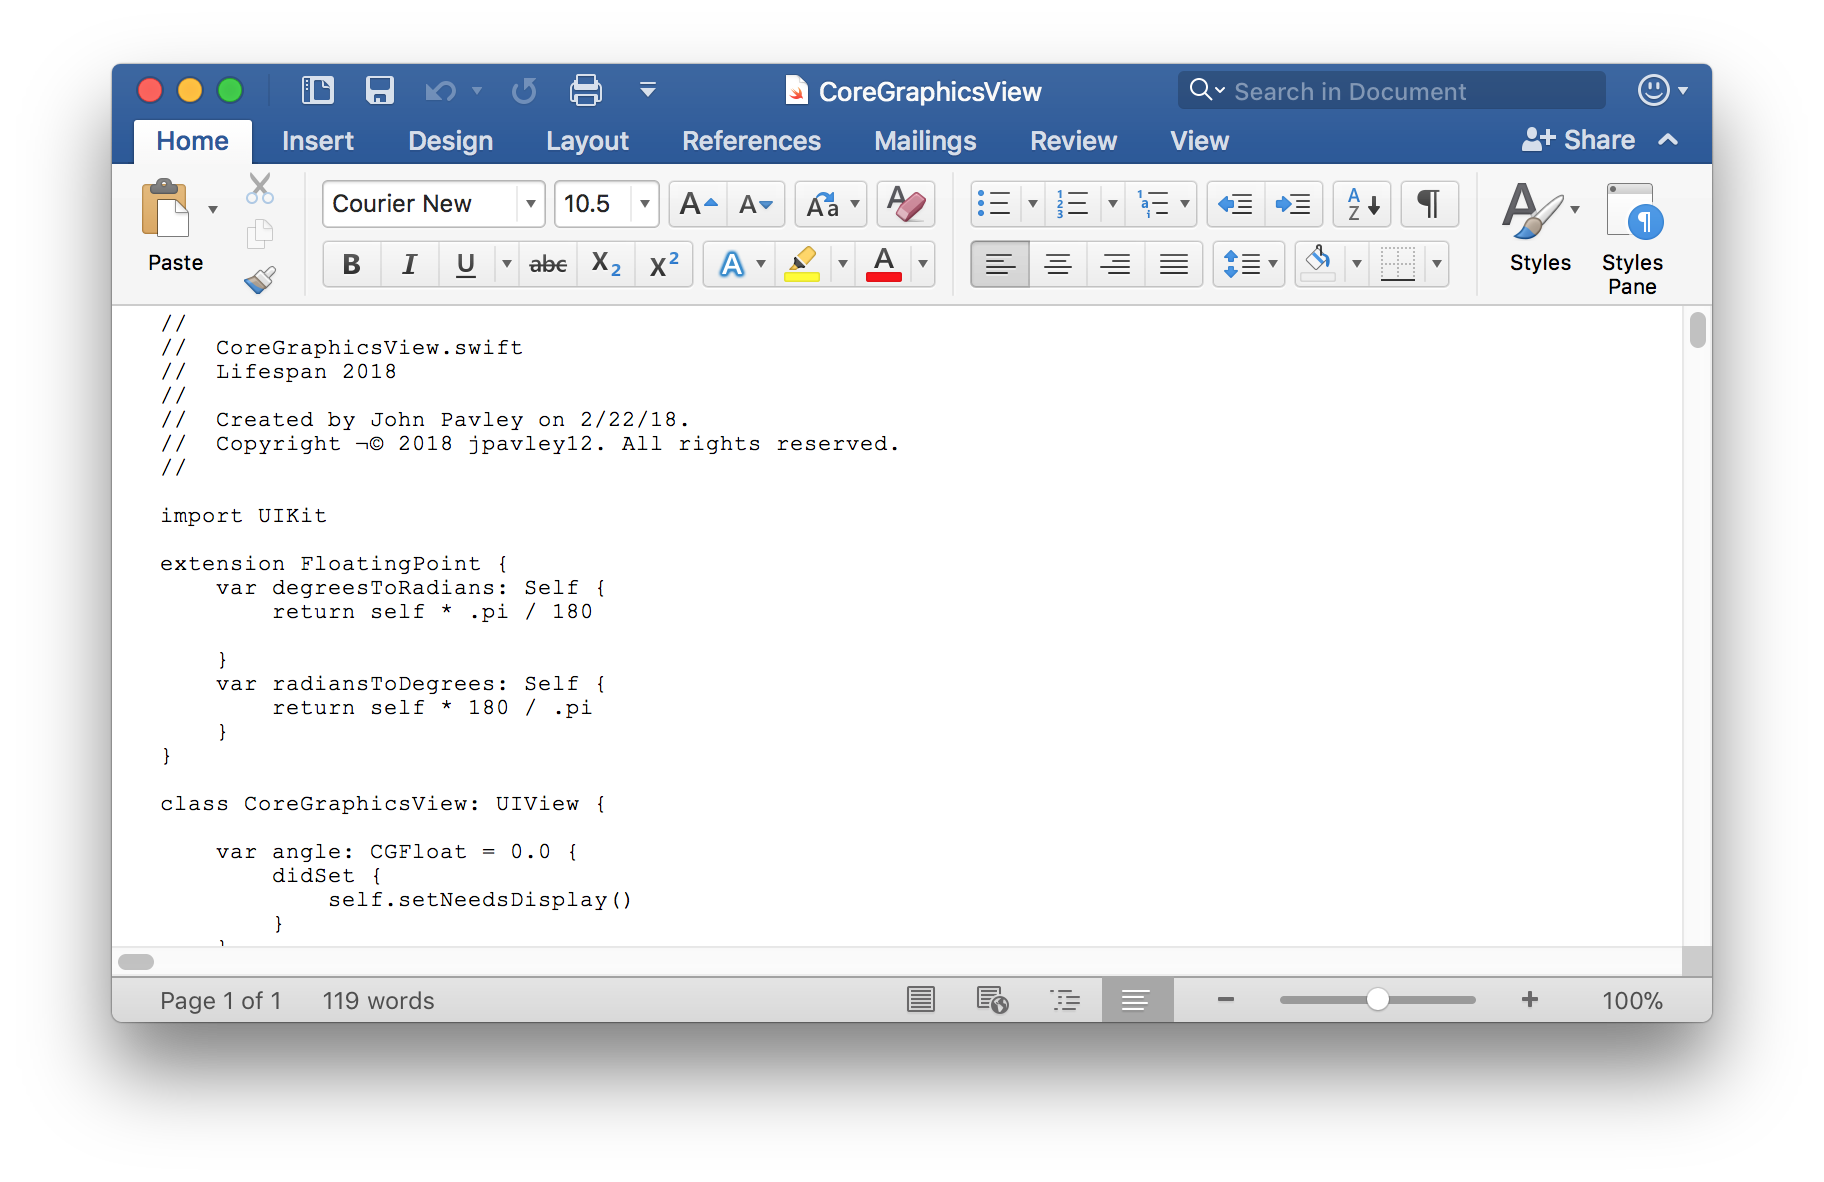 CoreGraphicsView
Search in Document
Home Insert Design Layout References Mailings Review View Share
Paste
Courier New 10.5
Styles
Styles Pane
//
//  CoreGraphicsView.swift
//  Lifespan 2018
//
//  Created by John Pavley on 2/22/18.
//  Copyright ¬© 2018 jpavley12. All rights reserved.
//
import UIKit
extension FloatingPoint {
    var degreesToRadians: Self {
        return self * .pi / 180
    }
    var radiansToDegrees: Self {
        return self * 180 / .pi
    }
}
class CoreGraphicsView: UIView {
    var angle: CGFloat = 0.0 {
        didSet {
            self.setNeedsDisplay()
        }
Page 1 of 1 119 words 100%